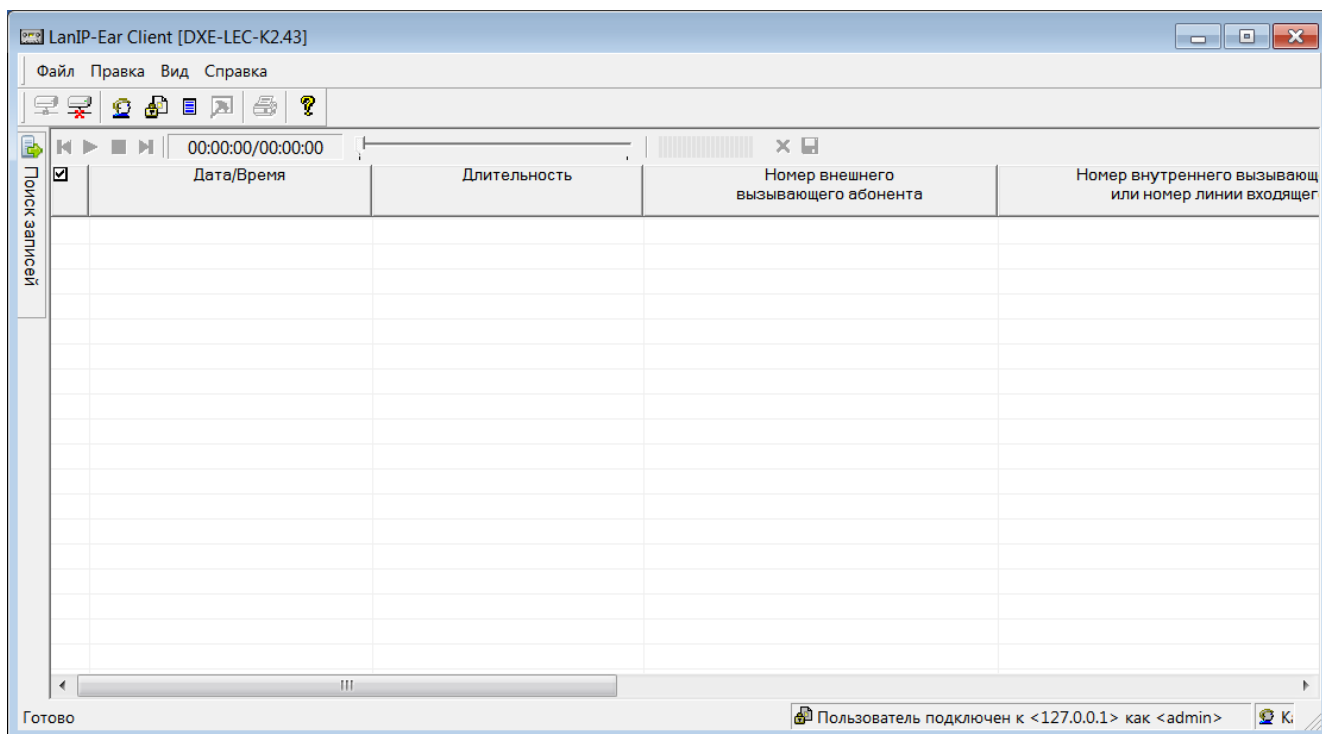 LanIP-Ear Client [DXE-LEC-K2.43]
Файл Правка Вид Справка
00:00:00/00:00:00
Поиск записей
Дата/Время
Длительность
Номер внешнего
вызывающего абонента
Номер внутреннего вызывающ
или номер линии входящег
Готово
Пользователь подключен к <127.0.0.1> как <admin>